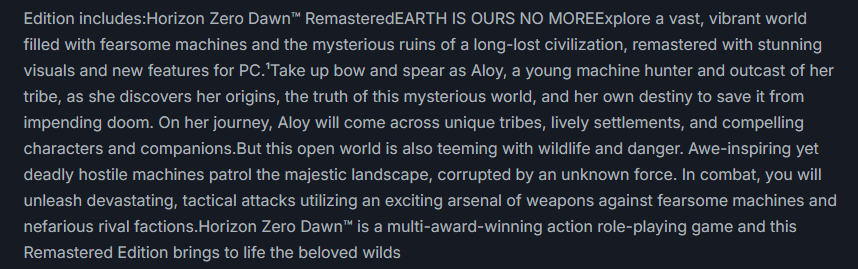 Edition includes:Horizon Zero Dawn™ RemasteredEARTH IS OURS NO MOREExplore a vast, vibrant world
filled with fearsome machines and the mysterious ruins of a long-lost civilization, remastered with stunning
visuals and new features for PC.¹Take up bow and spear as Aloy, a young machine hunter and outcast of her
tribe, as she discovers her origins, the truth of this mysterious world, and her own destiny to save it from
impending doom. On her journey, Aloy will come across unique tribes, lively settlements, and compelling
characters and companions.But this open world is also teeming with wildlife and danger. Awe-inspiring yet
deadly hostile machines patrol the majestic landscape, corrupted by an unknown force. In combat, you will
unleash devastating, tactical attacks utilizing an exciting arsenal of weapons against fearsome machines and
nefarious rival factions.Horizon Zero Dawn™ is a multi-award-winning action role-playing game and this
Remastered Edition brings to life the beloved wilds